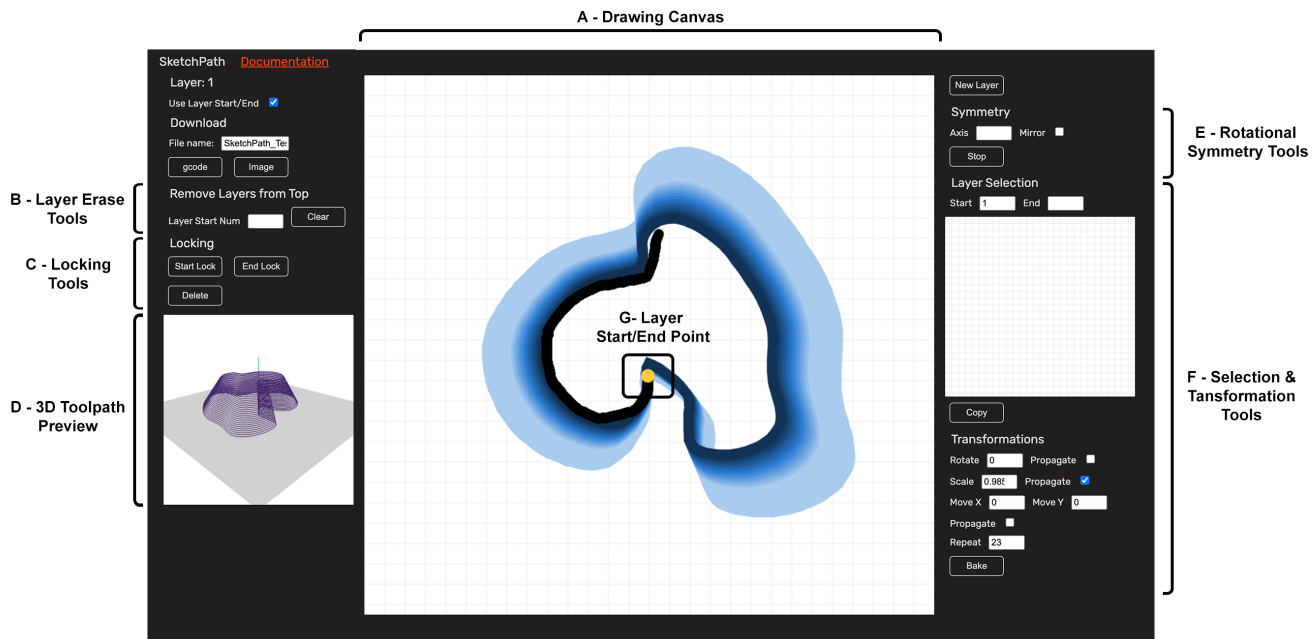 A - Drawing Canvas
SketchPath Documentation
Layer: 1
Use Layer Start/End
Download
File name: SketchPath_Te
gcode Image
B - Layer Erase
Tools
Remove Layers from Top
Layer Start Num Clear
C - Locking
Tools
Locking
Start Lock End Lock
Delete
D - 3D Toolpath
Preview
G- Layer
Start/End Point
New Layer
Symmetry
Axis Mirror
Stop
E - Rotational
Symmetry Tools
Layer Selection
Start 1 End
Copy
Transformations
Rotate 0 Propagate
Scale 0.985 Propagate
Move X 0 Move Y 0
Propagate
Repeat 23
Bake
F - Selection &
Tansformation
Tools